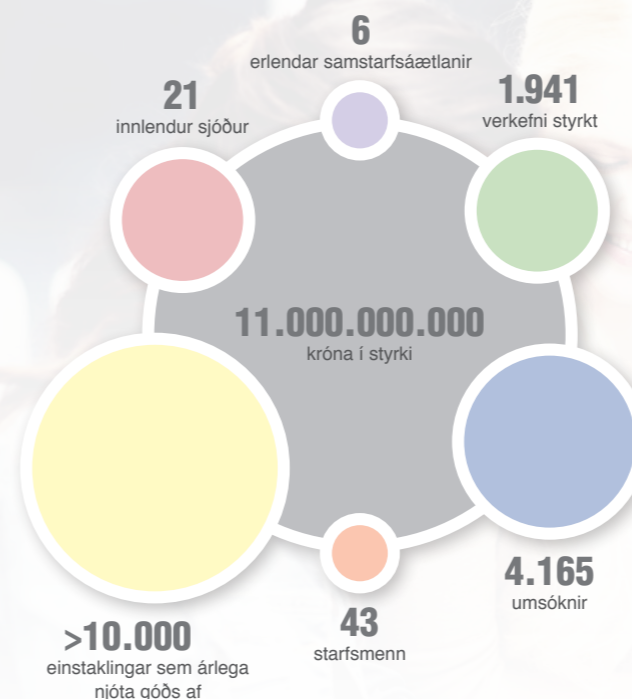 6
erlendar samstarfsáætlanir
21
innlendur sjóður
1.941
verkefni styrkt
11.000.000.000
króna í styrki
4.165
umsóknir
43
starfsmenn
>10.000
einstaklingar sem árlega
njóta góðs af